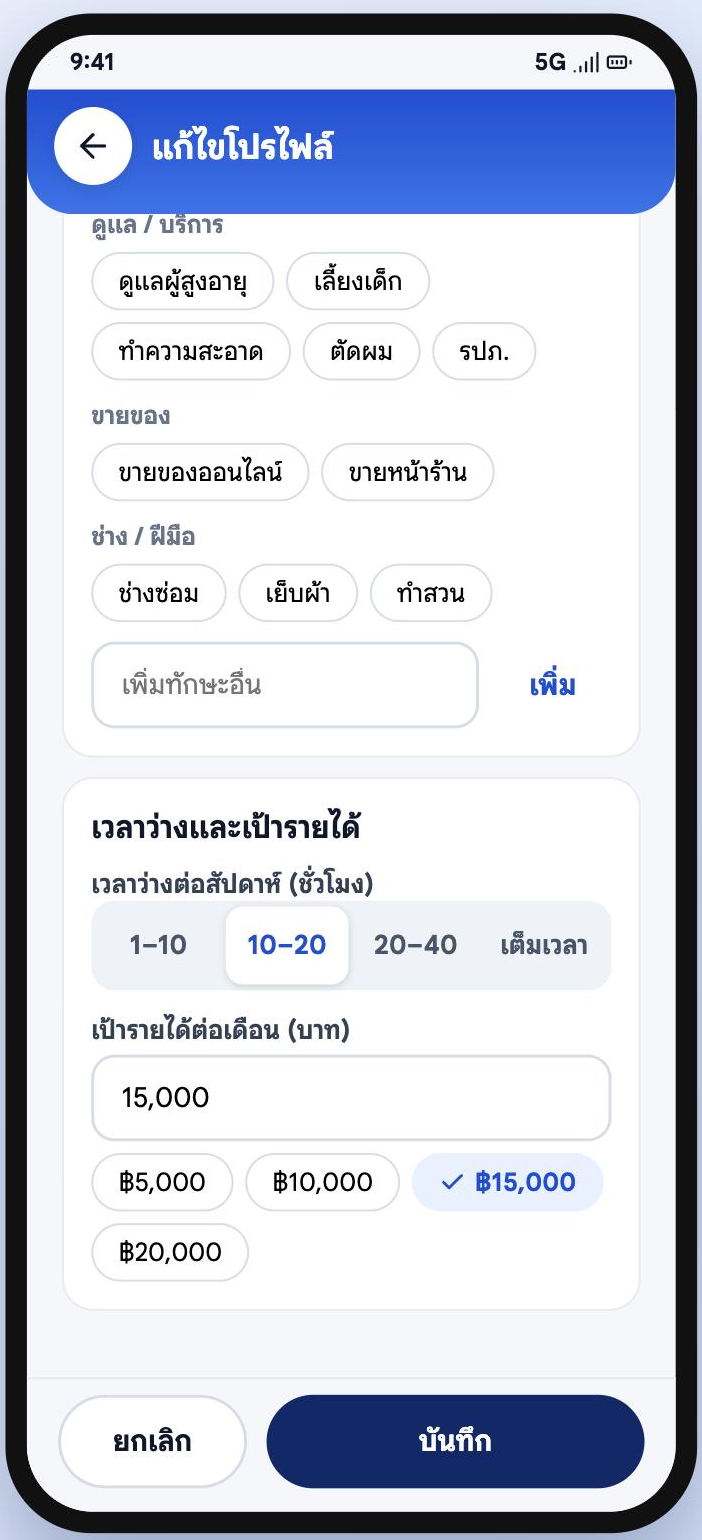 9:41 5G
แก้ไขโปรไฟล์
ดูแล / บริการ
ดูแลผู้สูงอายุ เลี้ยงเด็ก
ทำความสะอาด ตัดผม รปภ.
ขายของ
ขายของออนไลน์ ขายหน้าร้าน
ช่าง / ฝีมือ
ช่างซ่อม เย็บผ้า ทำสวน
เพิ่มทักษะอื่น เพิ่ม
เวลาว่างและเป้ารายได้
เวลาว่างต่อสัปดาห์ (ชั่วโมง)
1–10 10–20 20–40 เต็มเวลา
เป้ารายได้ต่อเดือน (บาท)
15,000
฿5,000 ฿10,000 ฿15,000
฿20,000
ยกเลิก บันทึก